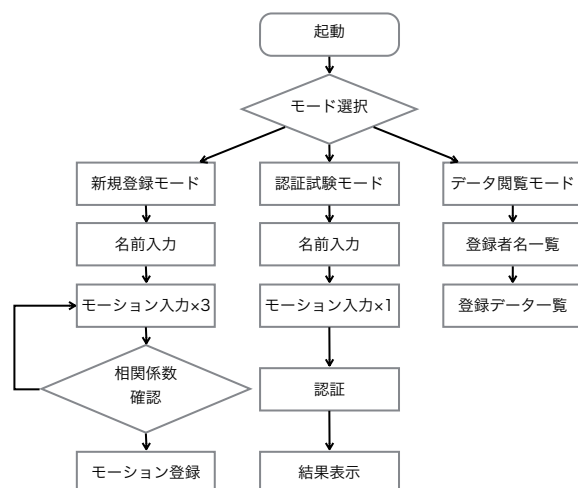 起動
モード選択
新規登録モード
認証試験モード
データ閲覧モード
名前入力
名前入力
登録者名一覧
モーション入力×3
モーション入力×1
登録データ一覧
相関係数
確認
認証
モーション登録
結果表示